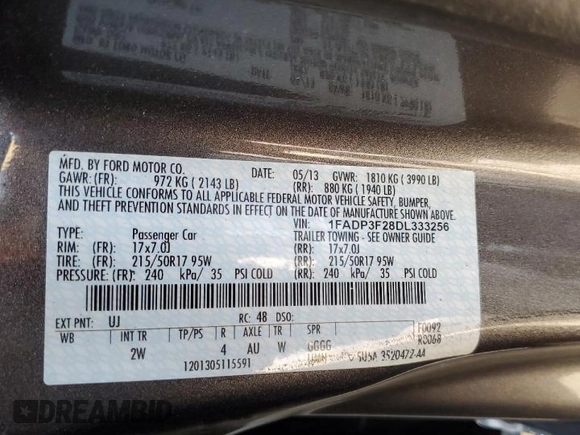 MFD. BY FORD MOTOR CO.
DATE: 05/13 GVWR: 1810 KG ( 3990 LB)
GAWR:(FR): 972 KG ( 2143 LB) (RR): 880 KG ( 1940 LB)
THIS VEHICLE CONFORMS TO ALL APPLICABLE FEDERAL MOTOR VEHICLE SAFETY, BUMPER,
AND THEFT PREVENTION STANDARDS IN EFFECT ON THE DATE OF MANUFACTURE SHOWN ABOVE.
VIN: 1FADP3F28DL333256
TYPE: Passenger Car TRAILER TOWING - SEE OWNER GUIDE
RIM: (FR): 17x7.0J (RR): 17x7.0J
TIRE: (FR): 215/50R17 95W (RR): 215/50R17 95W
PRESSURE: (FR): 240 kPa/ 35 PSI COLD (RR): 240 kPa/ 35 PSI COLD
EXT PNT: UJ RC: 48 DSO: F0092
WB INT TR TP/PS R AXLE TR SPR R0068
2W 4 AU W GGGG
1201305115591 5U5A 3520472-AA
DREAMBID